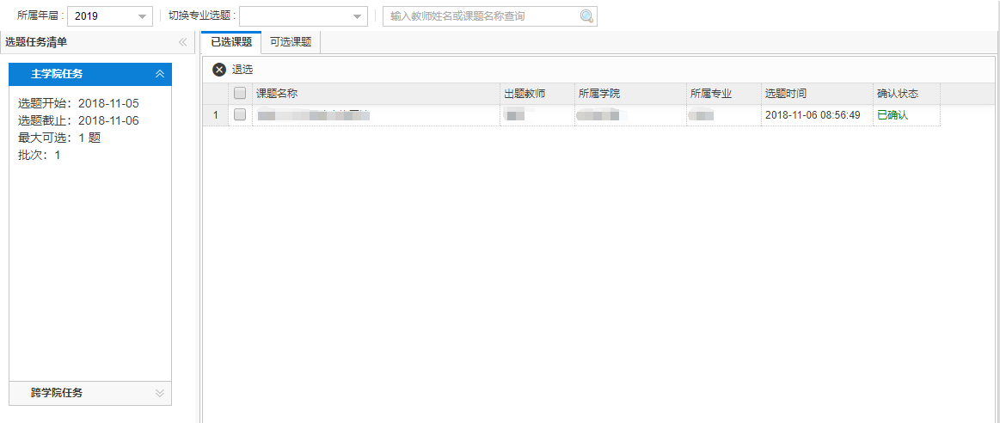 所属年届 : 2019 切换专业选题 : 输入教师姓名或课题名称查询
选题任务清单
已选课题 可选课题
主学院任务
退选
课题名称 出题教师 所属学院 所属专业 选题时间 确认状态
1 2018-11-06 08:56:49 已确认
选题开始：2018-11-05
选题截止：2018-11-06
最大可选：1 题
批次：1
跨学院任务